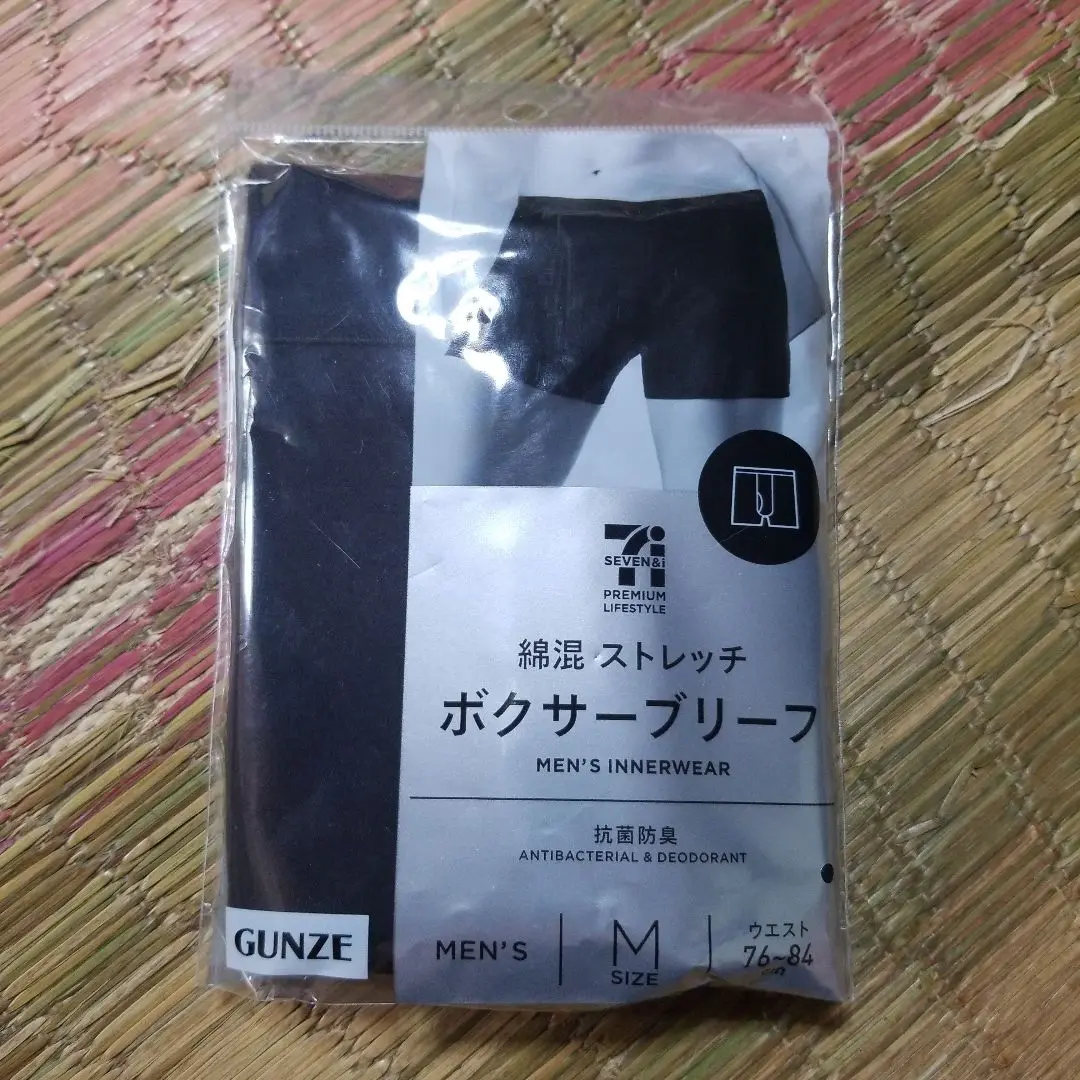 SEVEN&i
PREMIUM
LIFESTYLE
綿混 ストレッチ
ボクサーブリーフ
MEN'S INNERWEAR
抗菌防臭
ANTIBACTERIAL & DEODORANT
GUNZE
MEN'S
M
SIZE
ウエスト
76~84
cm